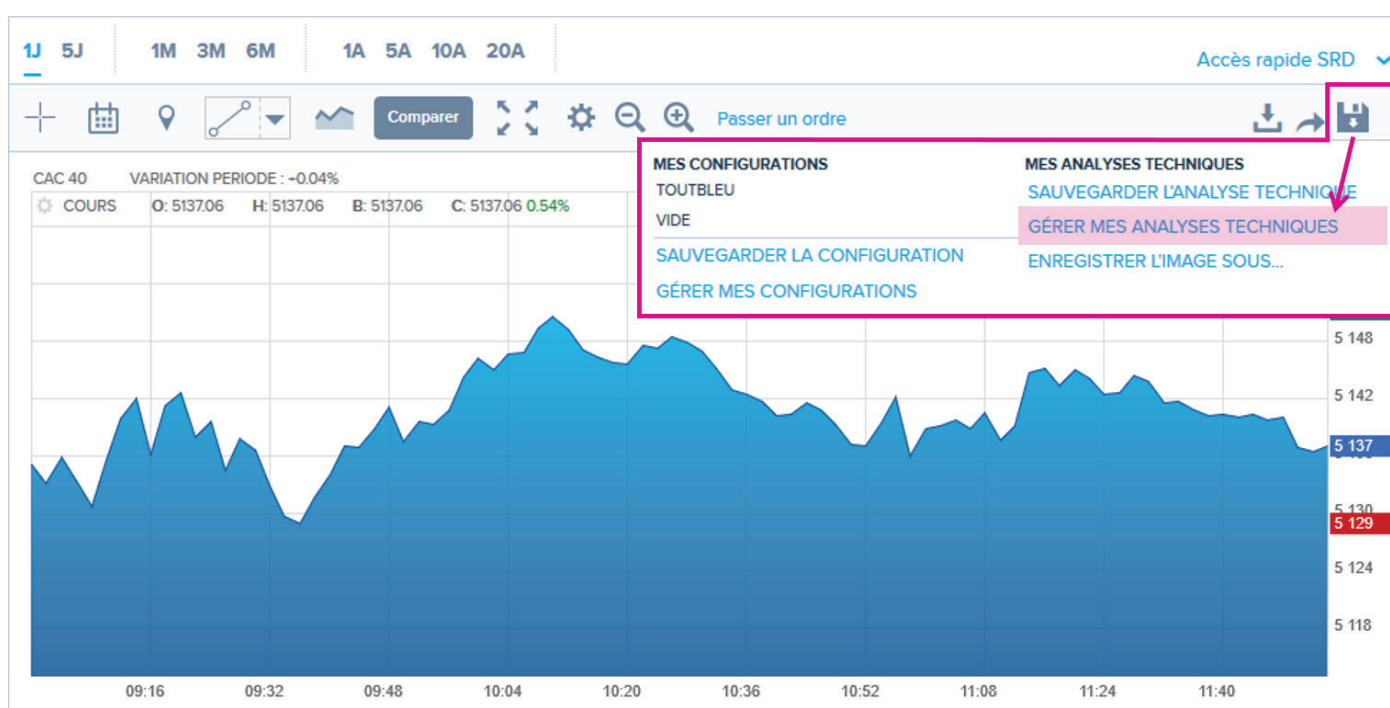 1J 5J 1M 3M 6M 1A 5A 10A 20A
Accès rapide SRD
Comparer Passer un ordre
MES CONFIGURATIONS
TOUTBLEU
VIDE
SAUVEGARDER LA CONFIGURATION
GÉRER MES CONFIGURATIONS
MES ANALYSES TECHNIQUES
SAUVEGARDER L'ANALYSE TECHNIQUE
GÉRER MES ANALYSES TECHNIQUES
ENREGISTRER L'IMAGE SOUS...
CAC 40 VARIATION PERIODE : +0.04%
COURS O: 5137.06 H: 5137.06 B: 5137.06 C: 5137.06 0.54%
5 148
5 142
5 137
5 130
5 129
5 124
5 118
09:16 09:32 09:48 10:04 10:20 10:36 10:52 11:08 11:24 11:40